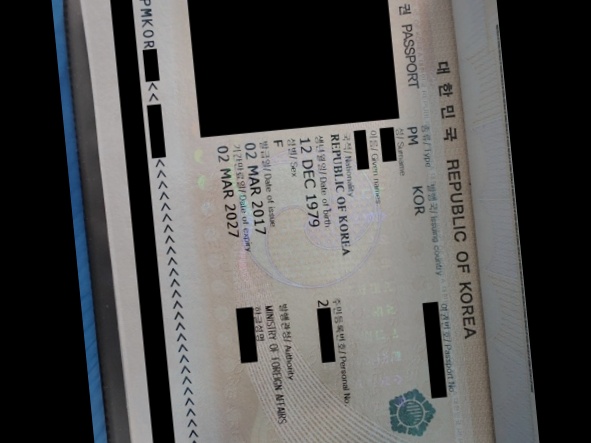 대한민국 REPUBLIC OF KOREA
권 PASSPORT
종류/Type 발행국/Issuing country 여권번호/Passport No.
PM KOR
성/Surname
이름/Given names
국적/Nationality
REPUBLIC OF KOREA
생년월일/Date of birth 주민등록번호/Personal No.
12 DEC 1979 2
성별/Sex 발행관청/Authority
F MINISTRY OF FOREIGN AFFAIRS
발급일/Date of issue 한글성명
02 MAR 2017
기간만료일/Date of expiry
02 MAR 2027
PMKOR <<